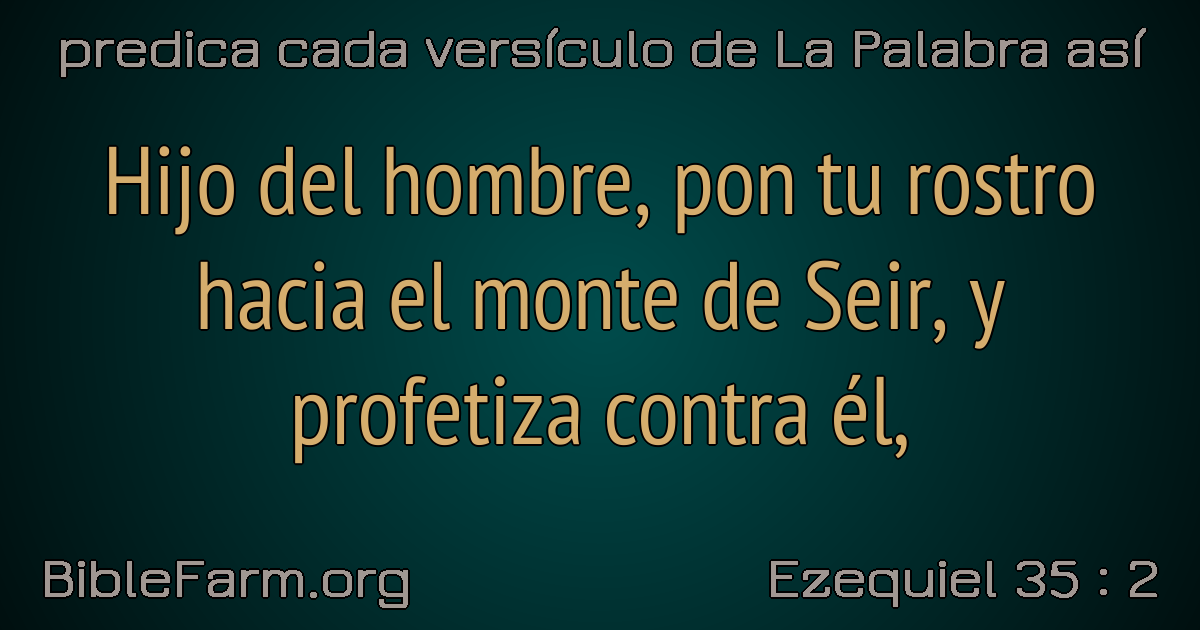 predica cada versículo de La Palabra así
Hijo del hombre, pon tu rostro
hacia el monte de Seir, y
profetiza contra él,
BibleFarm.org
Ezequiel 35 : 2